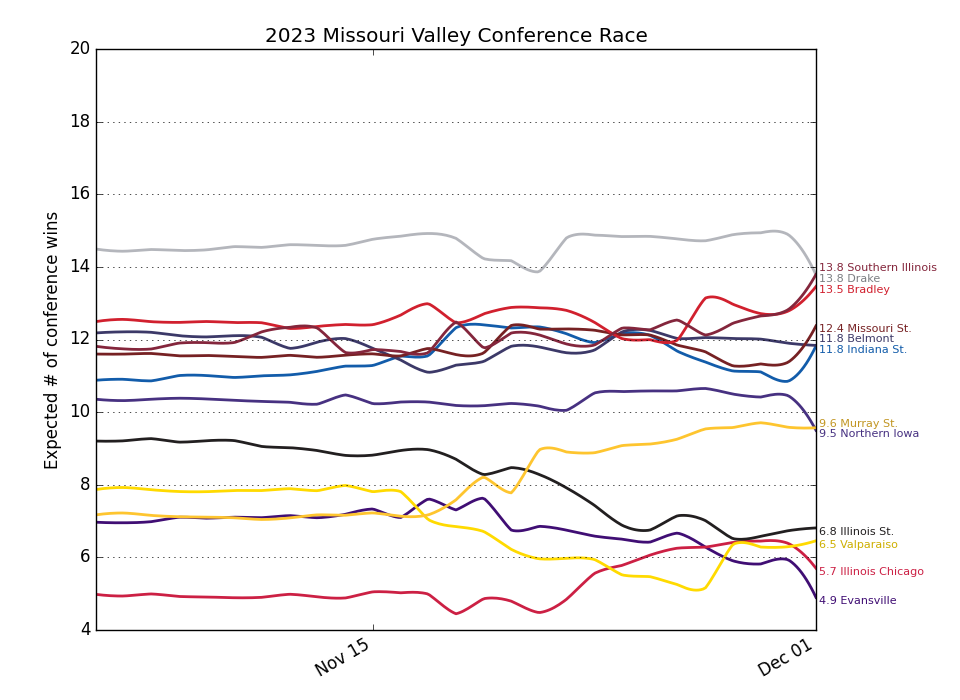 2023 Missouri Valley Conference Race
Expected # of conference wins
20
18
16
14
12
10
8
6
4
Nov 15
Dec 01
13.8 Southern Illinois
13.8 Drake
13.5 Bradley
12.4 Missouri St.
11.8 Belmont
11.8 Indiana St.
9.6 Murray St.
9.5 Northern Iowa
6.8 Illinois St.
6.5 Valparaiso
5.7 Illinois Chicago
4.9 Evansville